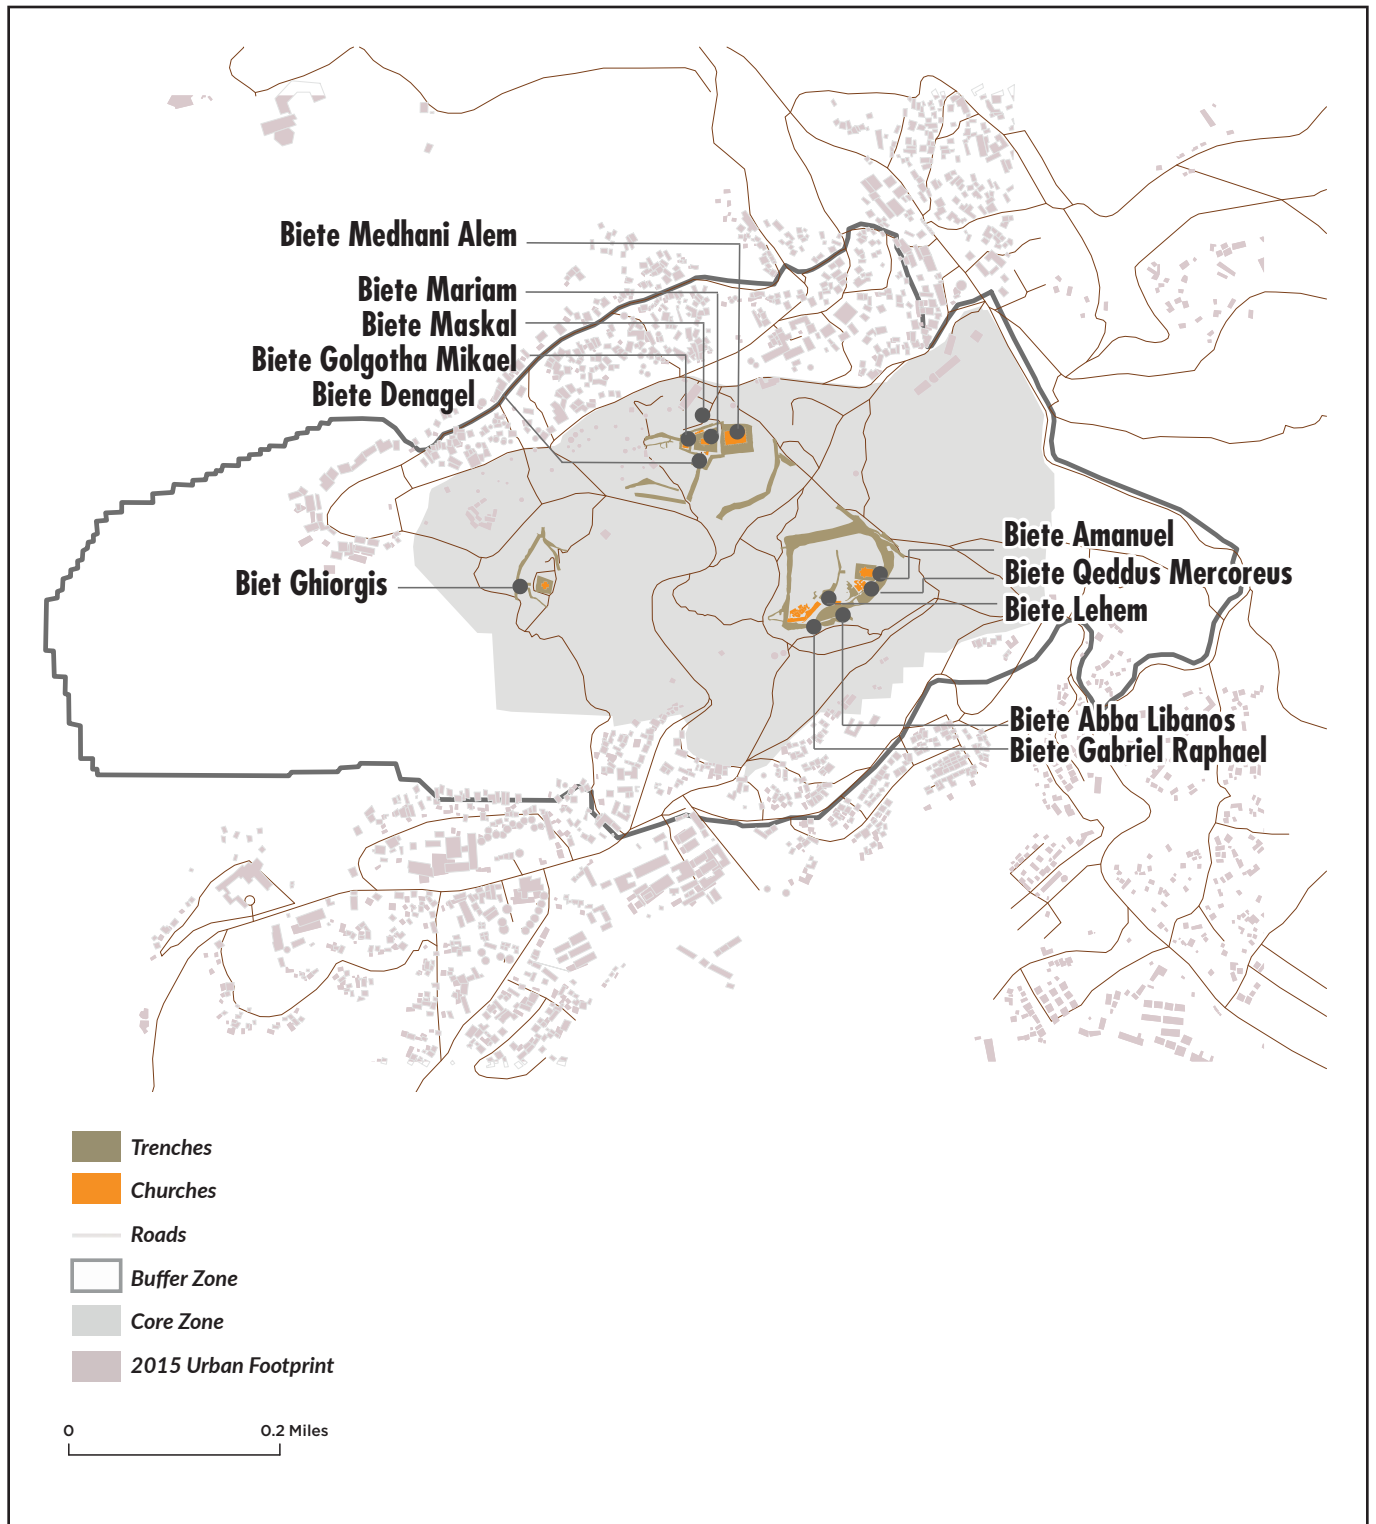 Biete Medhani Alem
Biete Mariam
Biete Maskal
Biete Golgotha Mikael
Biete Denagel
Biete Amanuel
Biete Qeddus Mercoreus
Biet Ghiorgis
Biete Lehem
Biete Abba Libanos
Biete Gabriel Raphael
Trenches
Churches
Roads
Buffer Zone
Core Zone
2015 Urban Footprint
0 0.2 Miles